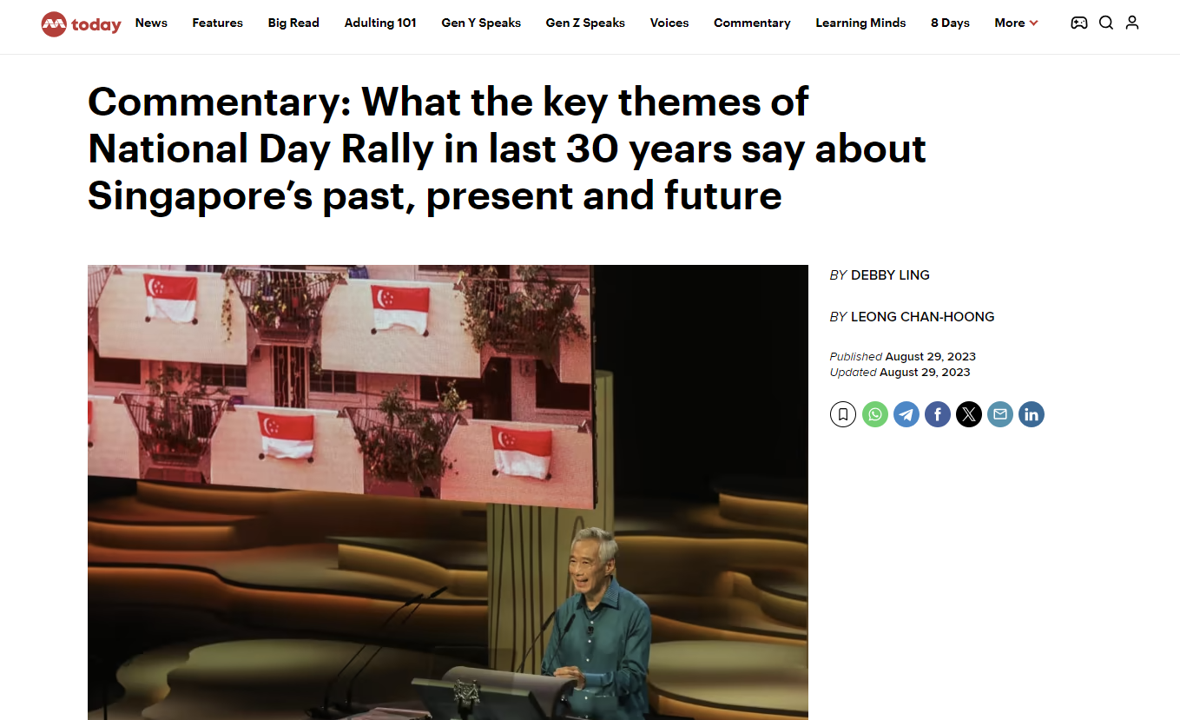 today News Features Big Read Adulting 101 Gen Y Speaks Gen Z Speaks Voices Commentary Learning Minds 8 Days More
Commentary: What the key themes of
National Day Rally in last 30 years say about
Singapore’s past, present and future
BY DEBBY LING
BY LEONG CHAN-HOONG
Published August 29, 2023
Updated August 29, 2023